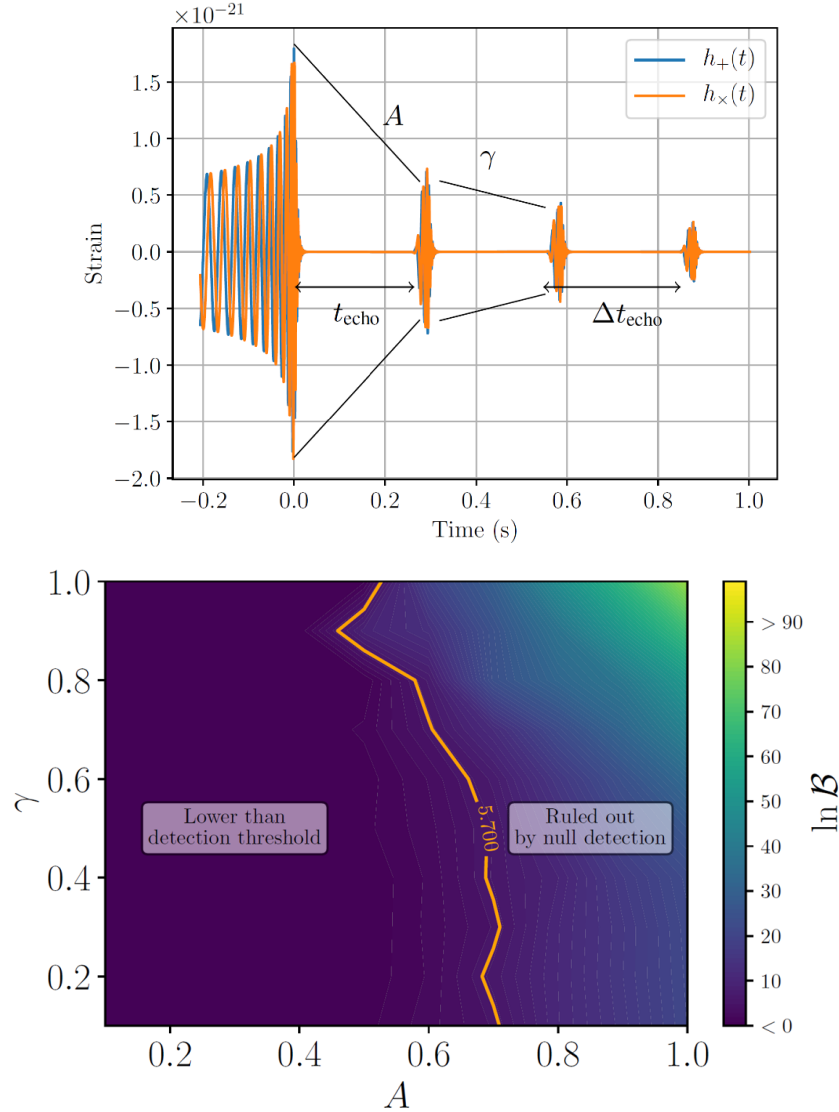 ×10⁻²¹
h₊(t)
h×(t)
1.5
1.0
0.5
0.0
−0.5
−1.0
−1.5
−2.0
Strain
A
γ
t_echo
Δt_echo
−0.2
0.0
0.2
0.4
0.6
0.8
1.0
Time (s)
1.0
0.8
0.6
0.4
0.2
γ
Lower than
detection threshold
5.700
Ruled out
by null detection
0.2
0.4
0.6
0.8
1.0
A
> 90
80
70
60
50
40
30
20
10
< 0
ln ℬ